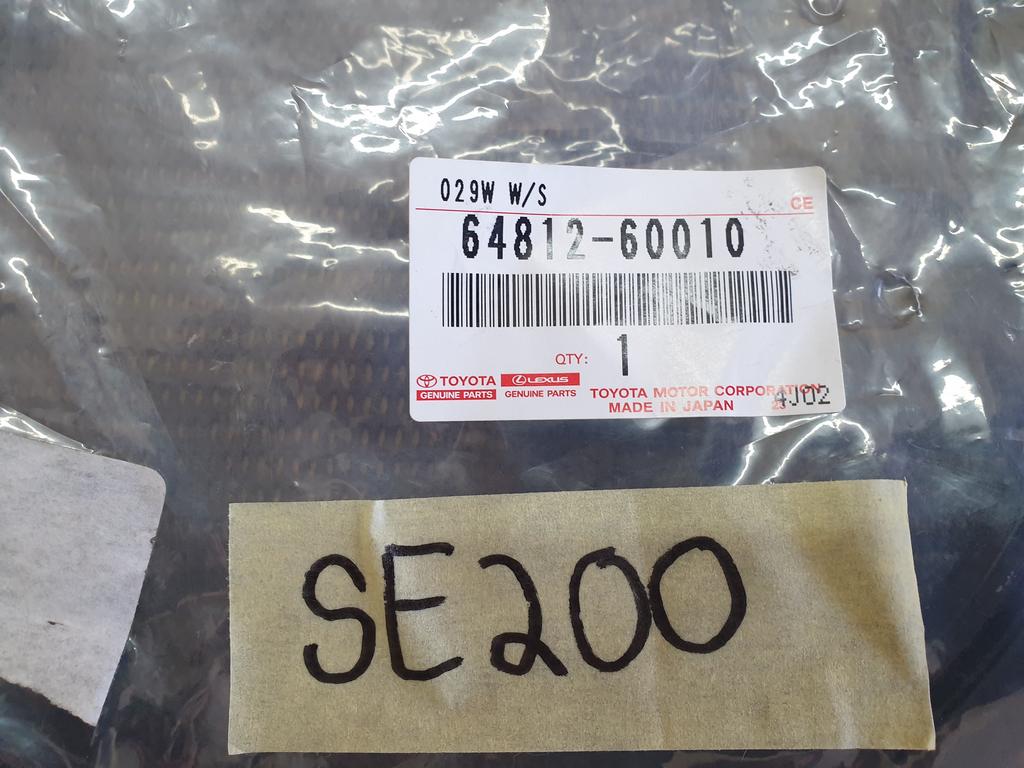 029W W/S
CE
64812-60010
QTY: 1
TOYOTA LEXUS
GENUINE PARTS GENUINE PARTS
TOYOTA MOTOR CORPORATION
MADE IN JAPAN 23 4J02
SE200